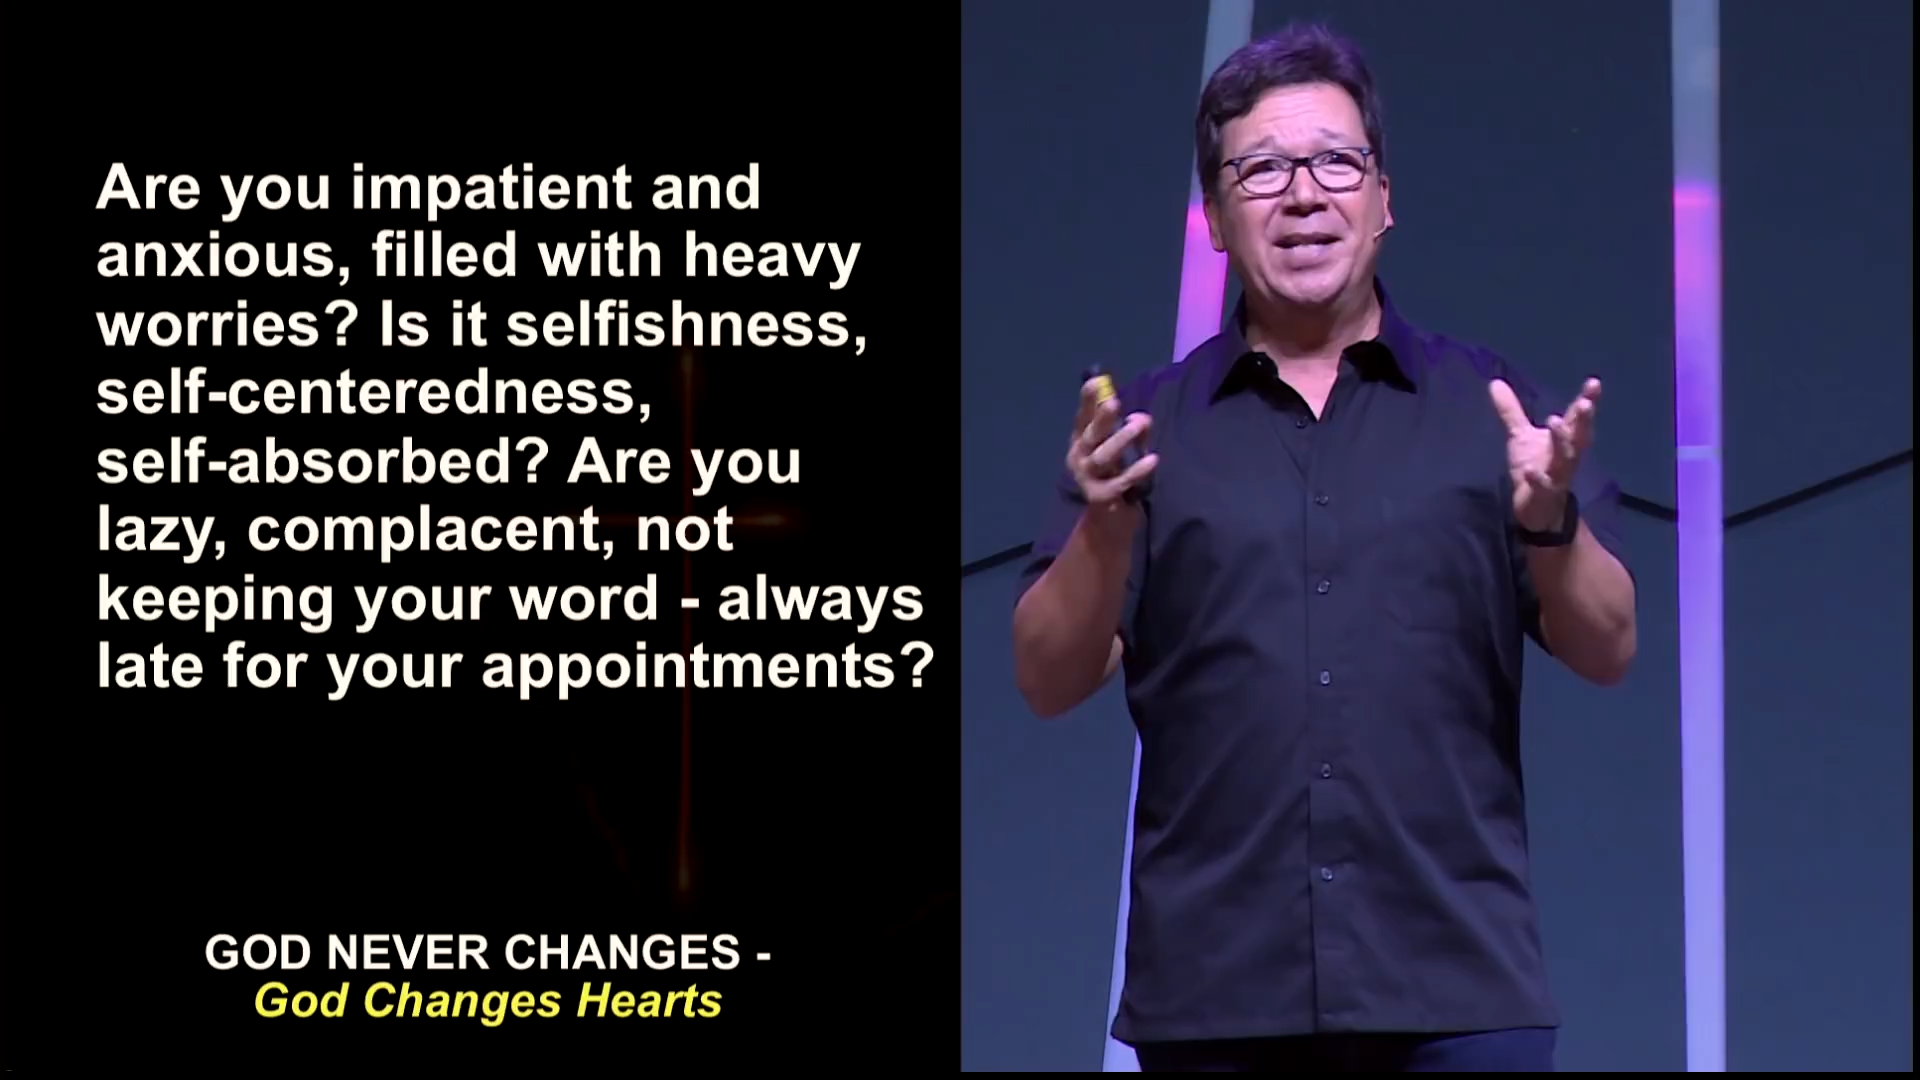 Are you impatient and
anxious, filled with heavy
worries? Is it selfishness,
self-centeredness,
self-absorbed? Are you
lazy, complacent, not
keeping your word - always
late for your appointments?
GOD NEVER CHANGES -
God Changes Hearts